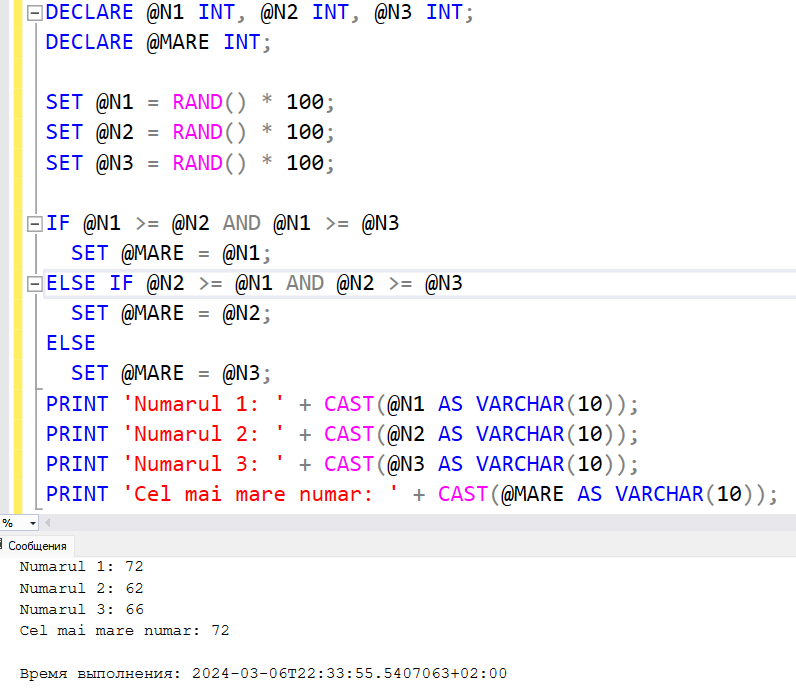 DECLARE @N1 INT, @N2 INT, @N3 INT;
DECLARE @MARE INT;
SET @N1 = RAND() * 100;
SET @N2 = RAND() * 100;
SET @N3 = RAND() * 100;
IF @N1 >= @N2 AND @N1 >= @N3
SET @MARE = @N1;
ELSE IF @N2 >= @N1 AND @N2 >= @N3
SET @MARE = @N2;
ELSE
SET @MARE = @N3;
PRINT 'Numarul 1: ' + CAST(@N1 AS VARCHAR(10));
PRINT 'Numarul 2: ' + CAST(@N2 AS VARCHAR(10));
PRINT 'Numarul 3: ' + CAST(@N3 AS VARCHAR(10));
PRINT 'Cel mai mare numar: ' + CAST(@MARE AS VARCHAR(10));
%
Сообщения
Numarul 1: 72
Numarul 2: 62
Numarul 3: 66
Cel mai mare numar: 72
Время выполнения: 2024-03-06T22:33:55.5407063+02:00